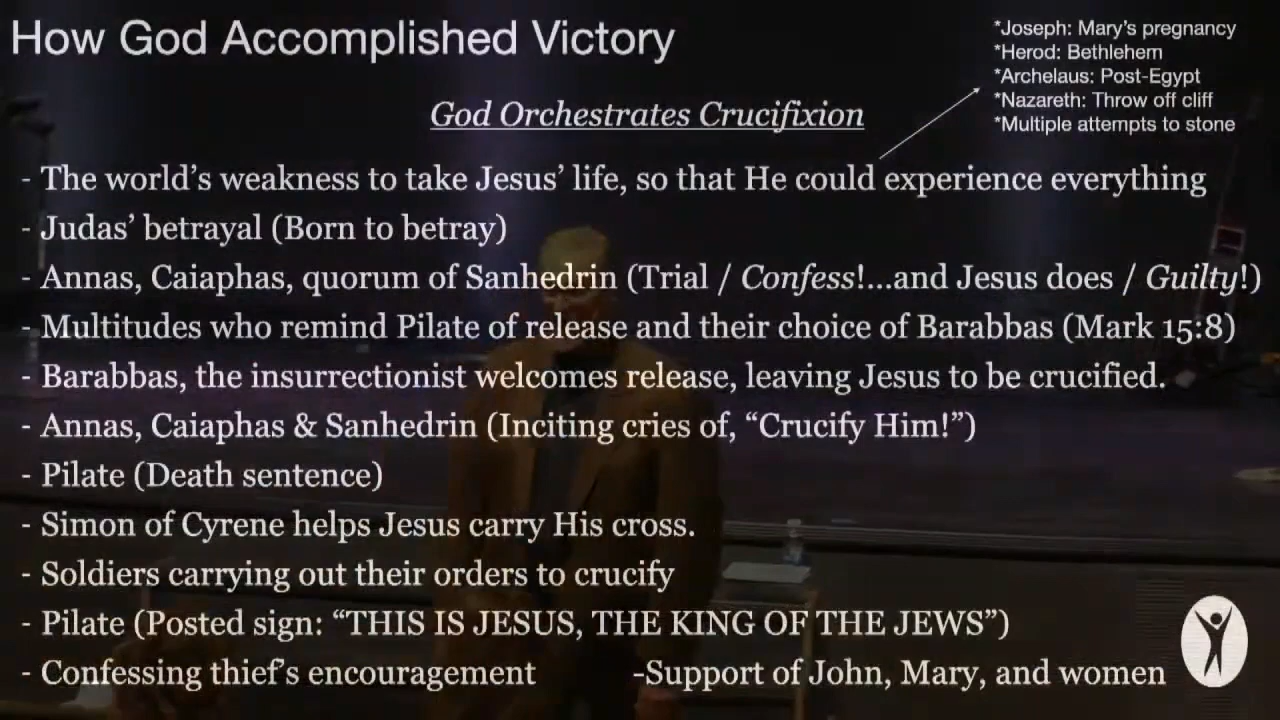 How God Accomplished Victory
*Joseph: Mary's pregnancy
*Herod: Bethlehem
*Archelaus: Post-Egypt
*Nazareth: Throw off cliff
*Multiple attempts to stone
God Orchestrates Crucifixion
- The world's weakness to take Jesus' life, so that He could experience everything
- Judas' betrayal (Born to betray)
- Annas, Caiaphas, quorum of Sanhedrin (Trial / Confess!...and Jesus does / Guilty!)
- Multitudes who remind Pilate of release and their choice of Barabbas (Mark 15:8)
- Barabbas, the insurrectionist welcomes release, leaving Jesus to be crucified.
- Annas, Caiaphas & Sanhedrin (Inciting cries of, “Crucify Him!”)
- Pilate (Death sentence)
- Simon of Cyrene helps Jesus carry His cross.
- Soldiers carrying out their orders to crucify
- Pilate (Posted sign: “THIS IS JESUS, THE KING OF THE JEWS”)
- Confessing thief's encouragement -Support of John, Mary, and women